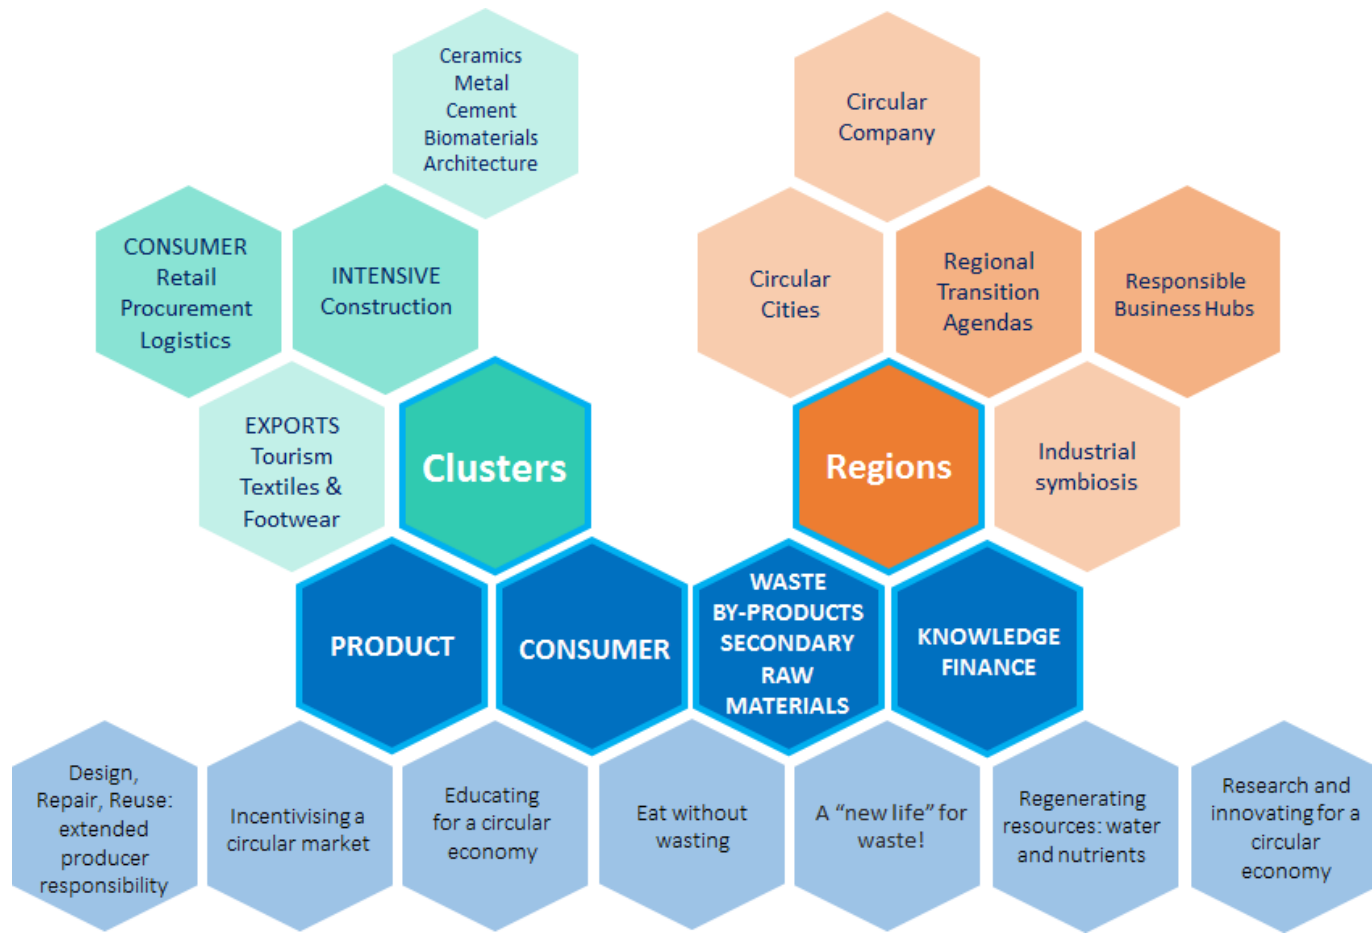 Ceramics
Metal
Cement
Biomaterials
Architecture
Circular
Company
CONSUMER
Retail
Procurement
Logistics
INTENSIVE
Construction
Circular
Cities
Regional
Transition
Agendas
Responsible
Business Hubs
EXPORTS
Tourism
Textiles &
Footwear
Clusters
Regions
Industrial
symbiosis
PRODUCT
CONSUMER
WASTE
BY-PRODUCTS
SECONDARY
RAW
MATERIALS
KNOWLEDGE
FINANCE
Design,
Repair, Reuse:
extended
producer
responsibility
Incentivising a
circular market
Educating
for a circular
economy
Eat without
wasting
A “new life” for
waste!
Regenerating
resources: water
and nutrients
Research and
innovating for a
circular
economy